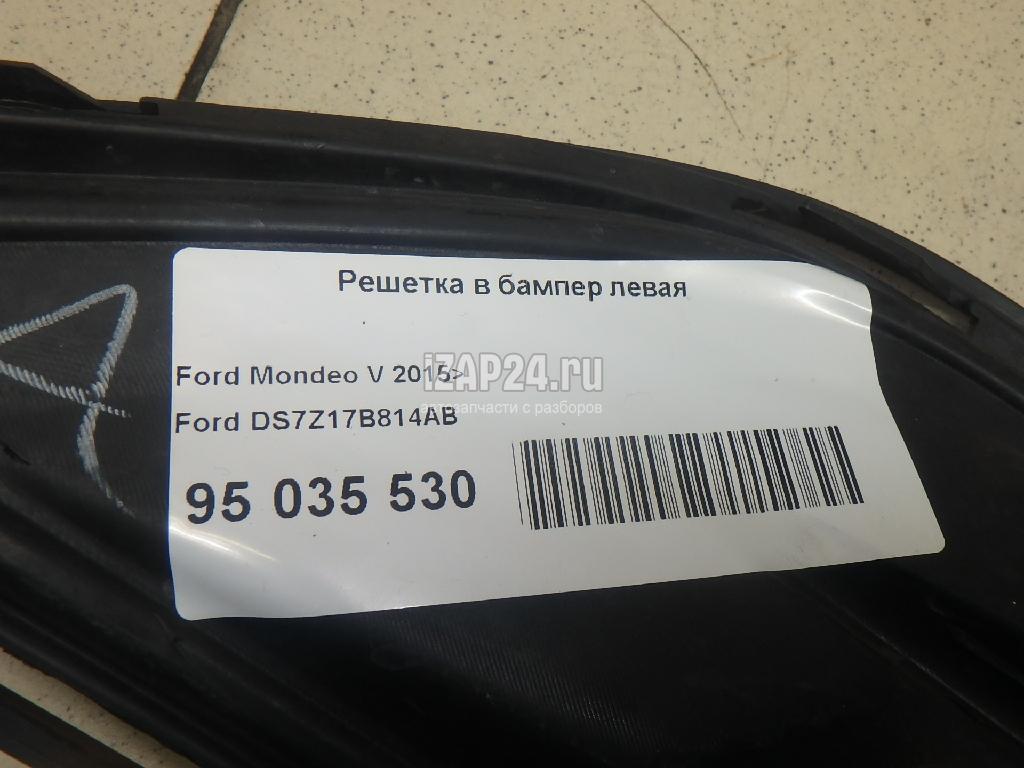 Решетка в бампер левая
Ford Mondeo V 2015>
iZAP24.ru
автозапчасти с разборов
Ford DS7Z17B814AB
95 035 530